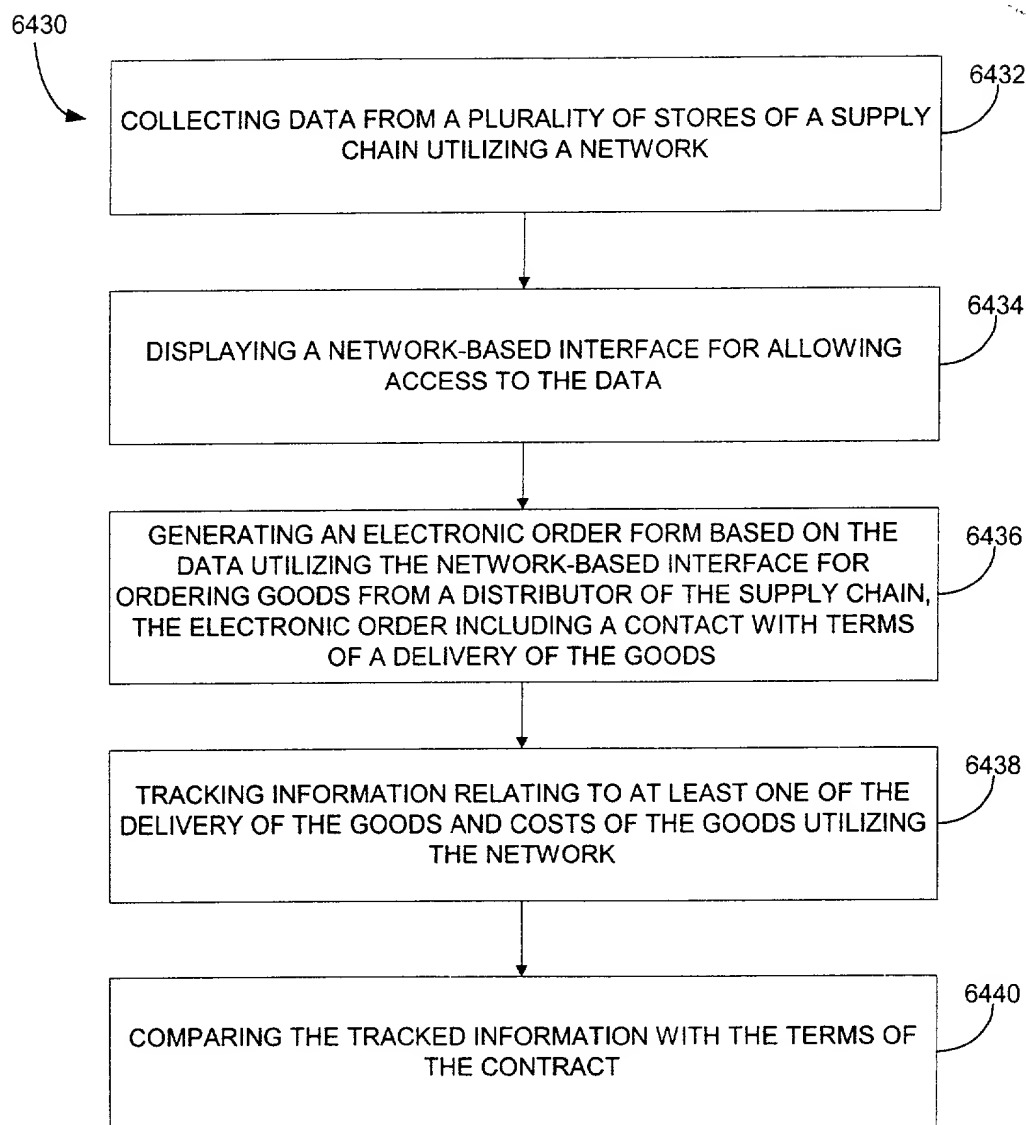 6430
6432
COLLECTING DATA FROM A PLURALITY OF STORES OF A SUPPLY
CHAIN UTILIZING A NETWORK
6434
DISPLAYING A NETWORK-BASED INTERFACE FOR ALLOWING
ACCESS TO THE DATA
6436
GENERATING AN ELECTRONIC ORDER FORM BASED ON THE
DATA UTILIZING THE NETWORK-BASED INTERFACE FOR
ORDERING GOODS FROM A DISTRIBUTOR OF THE SUPPLY CHAIN,
THE ELECTRONIC ORDER INCLUDING A CONTACT WITH TERMS
OF A DELIVERY OF THE GOODS
6438
TRACKING INFORMATION RELATING TO AT LEAST ONE OF THE
DELIVERY OF THE GOODS AND COSTS OF THE GOODS UTILIZING
THE NETWORK
6440
COMPARING THE TRACKED INFORMATION WITH THE TERMS OF
THE CONTRACT